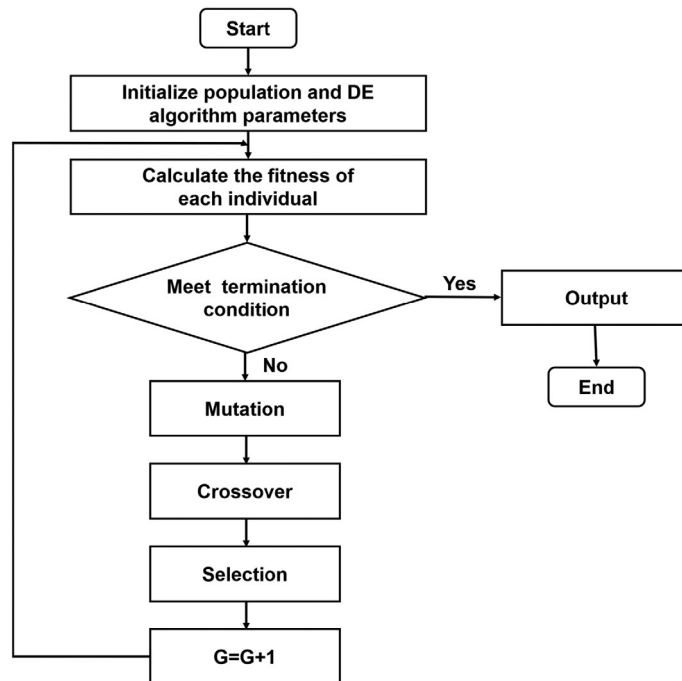 Start
Initialize population and DE
algorithm parameters
Calculate the fitness of
each individual
Meet termination
condition
Yes
Output
End
No
Mutation
Crossover
Selection
G=G+1